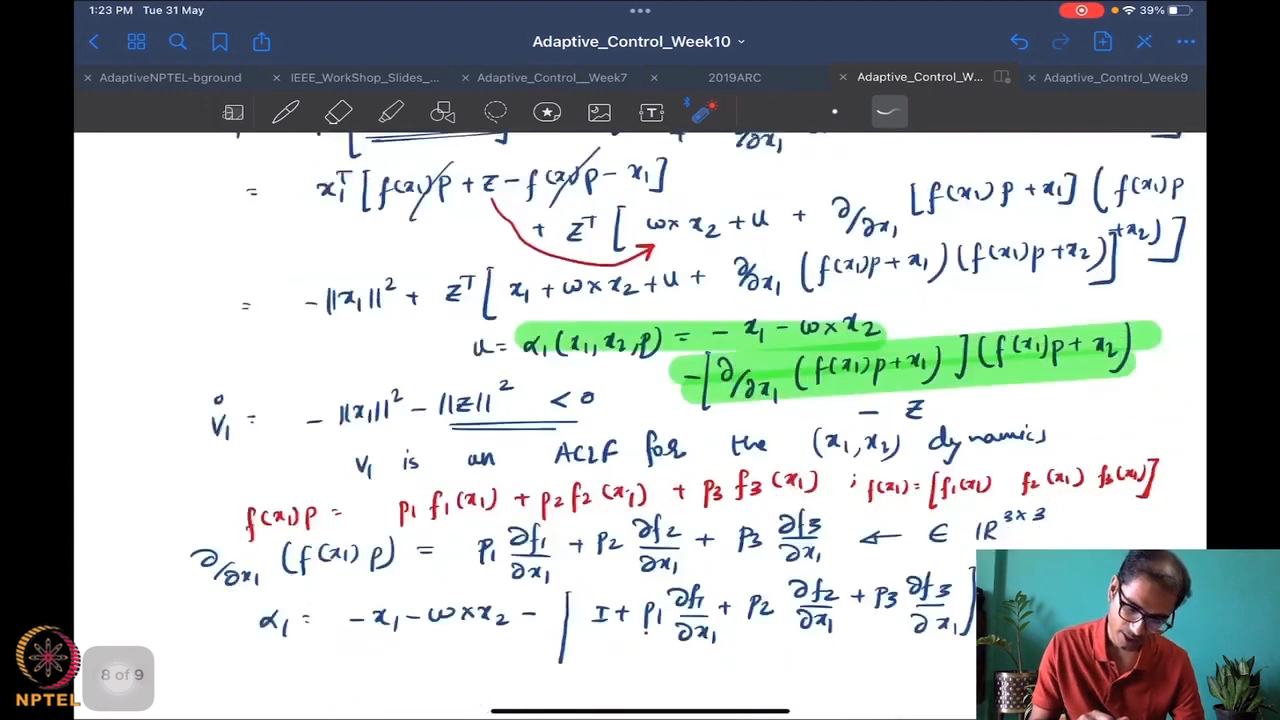 1:23 PM Tue 31 May
39%
Adaptive_Control_Week10
AdaptiveNPTEL-bground
IEEE_WorkShop_Slides_...
Adaptive_Control__Week7
2019ARC
Adaptive_Control_W...
Adaptive_Control_Week9
∂/∂x₁
= x₁ᵀ [f(x₁)p + z - f(x₁)p - x₁]
+ zᵀ [ ω× x₂ + u + ∂/∂x₁ [f(x₁)p + x₁] (f(x₁)p + x₂) ]
= -||x₁||² + zᵀ [ x₁ + ω× x₂ + u + ∂/∂x₁ (f(x₁)p + x₁)(f(x₁)p + x₂) ]
u = α₁(x₁, x₂, p) = - x₁ - ω× x₂
- [∂/∂x₁ (f(x₁)p + x₁)] (f(x₁)p + x₂)
- z
V̇₁ = - ||x₁||² - ||z||² < 0
V₁ is an ACLF for the (x₁, x₂) dynamics
f(x₁)p = p₁ f₁(x₁) + p₂ f₂(x₁) + p₃ f₃(x₁) ; f(x₁) = [f₁(x₁) f₂(x₁) f₃(x₁)]
∂/∂x₁ (f(x₁) p) = p₁ ∂f₁/∂x₁ + p₂ ∂f₂/∂x₁ + p₃ ∂f₃/∂x₁ ← ∈ ℝ³ˣ³
α₁ = - x₁ - ω× x₂ - [ I + p₁ ∂f₁/∂x₁ + p₂ ∂f₂/∂x₁ + p₃ ∂f₃/∂x₁ ]
8 of 9
NPTEL